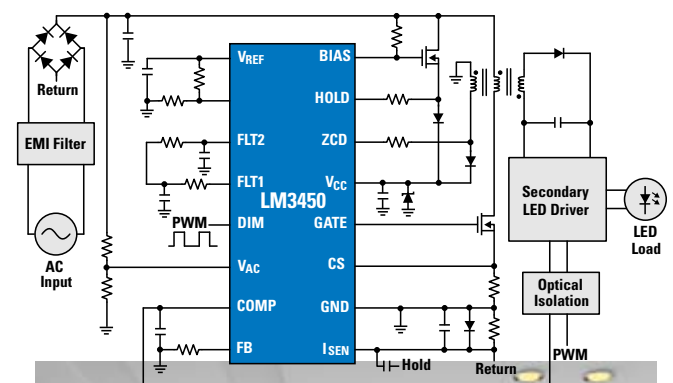 Return
EMI Filter
AC
Input
VREF
FLT2
FLT1
PWM
DIM
VAC
COMP
FB
LM3450
BIAS
HOLD
ZCD
VCC
GATE
CS
GND
ISEN
Hold
Return
Secondary
LED Driver
LED
Load
Optical
Isolation
PWM